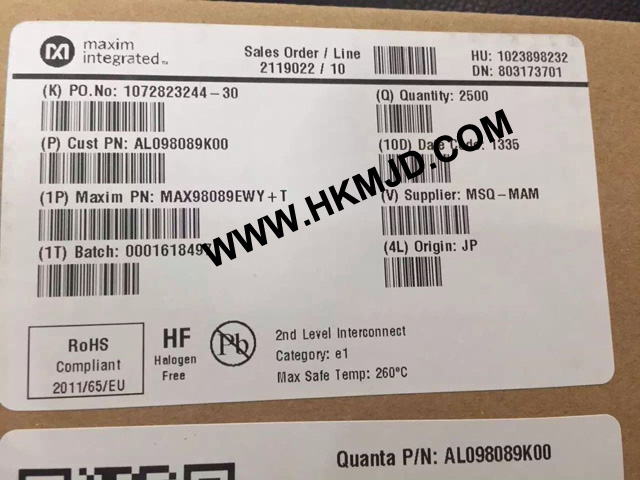 maxim
integrated™
Sales Order / Line
2119022 / 10
HU: 1023898232
DN: 803173701
(K) PO.No: 1072823244-30
(Q) Quantity: 2500
(P) Cust PN: AL098089K00
(10D) Date Code: 1335
(1P) Maxim PN: MAX98089EWY+T
(V) Supplier: MSQ-MAM
(1T) Batch:
(4L) Origin: JP
WWW.HKMJD.COM
RoHS
Compliant
2011/65/EU
HF
Halogen
Free
Pb
2nd Level Interconnect
Category: e1
Max Safe Temp: 260ºC
Quanta P/N: AL098089K00